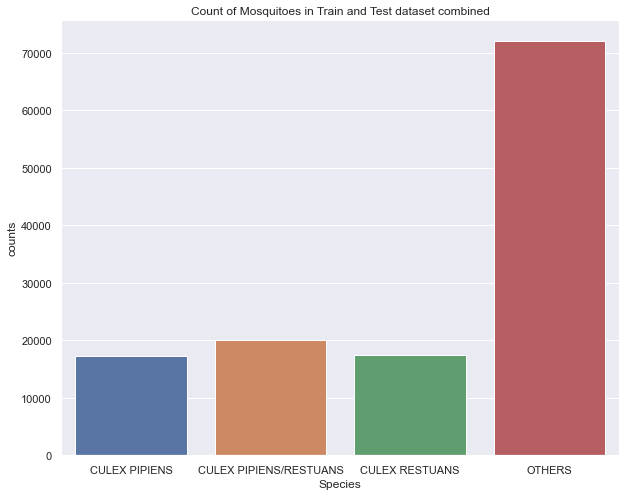 Count of Mosquitoes in Train and Test dataset combined
70000
60000
50000
40000
30000
20000
10000
0
counts
CULEX PIPIENS CULEX PIPIENS/RESTUANS CULEX RESTUANS OTHERS
Species